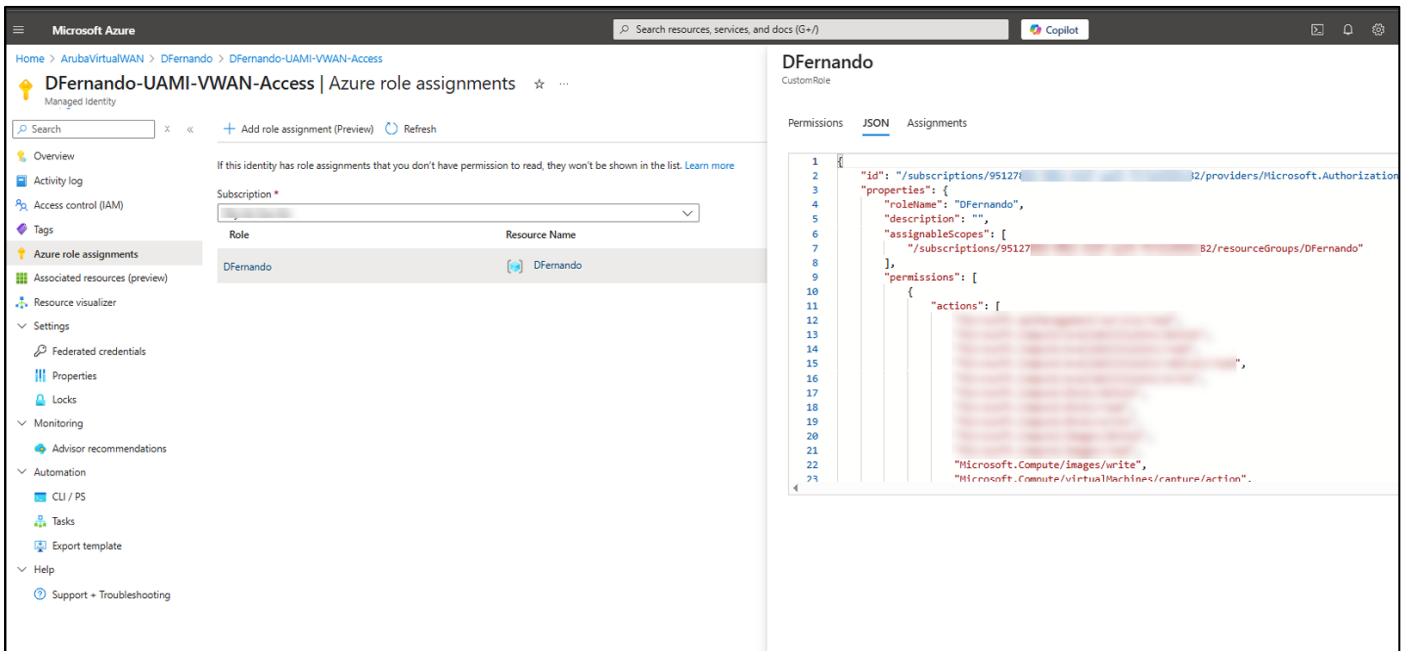 Microsoft Azure
Search resources, services, and docs (G+/)
Copilot
Home > ArubaVirtualWAN > DFernando > DFernando-UAMI-VWAN-Access
DFernando-UAMI-VWAN-Access | Azure role assignments
Managed Identity
Search
Add role assignment (Preview)
Refresh
Overview
Activity log
Access control (IAM)
Tags
Azure role assignments
Associated resources (preview)
Resource visualizer
Settings
Federated credentials
Properties
Locks
Monitoring
Advisor recommendations
Automation
CLI / PS
Tasks
Export template
Help
Support + Troubleshooting
If this identity has role assignments that you don't have permission to read, they won't be shown in the list. Learn more
Subscription *
Role Resource Name
DFernando DFernando
DFernando
CustomRole
Permissions JSON Assignments
1 {
2 "id": "/subscriptions/95127 82/providers/Microsoft.Authorization
3 "properties": {
4 "roleName": "DFernando",
5 "description": "",
6 "assignableScopes": [
7 "/subscriptions/95127 82/resourceGroups/DFernando"
8 ],
9 "permissions": [
10 {
11 "actions": [
12
13
14
15 ",
16
17
18
19
20
21
22 "Microsoft.Compute/images/write",
23 "Microsoft.Compute/virtualMachines/capture/action",